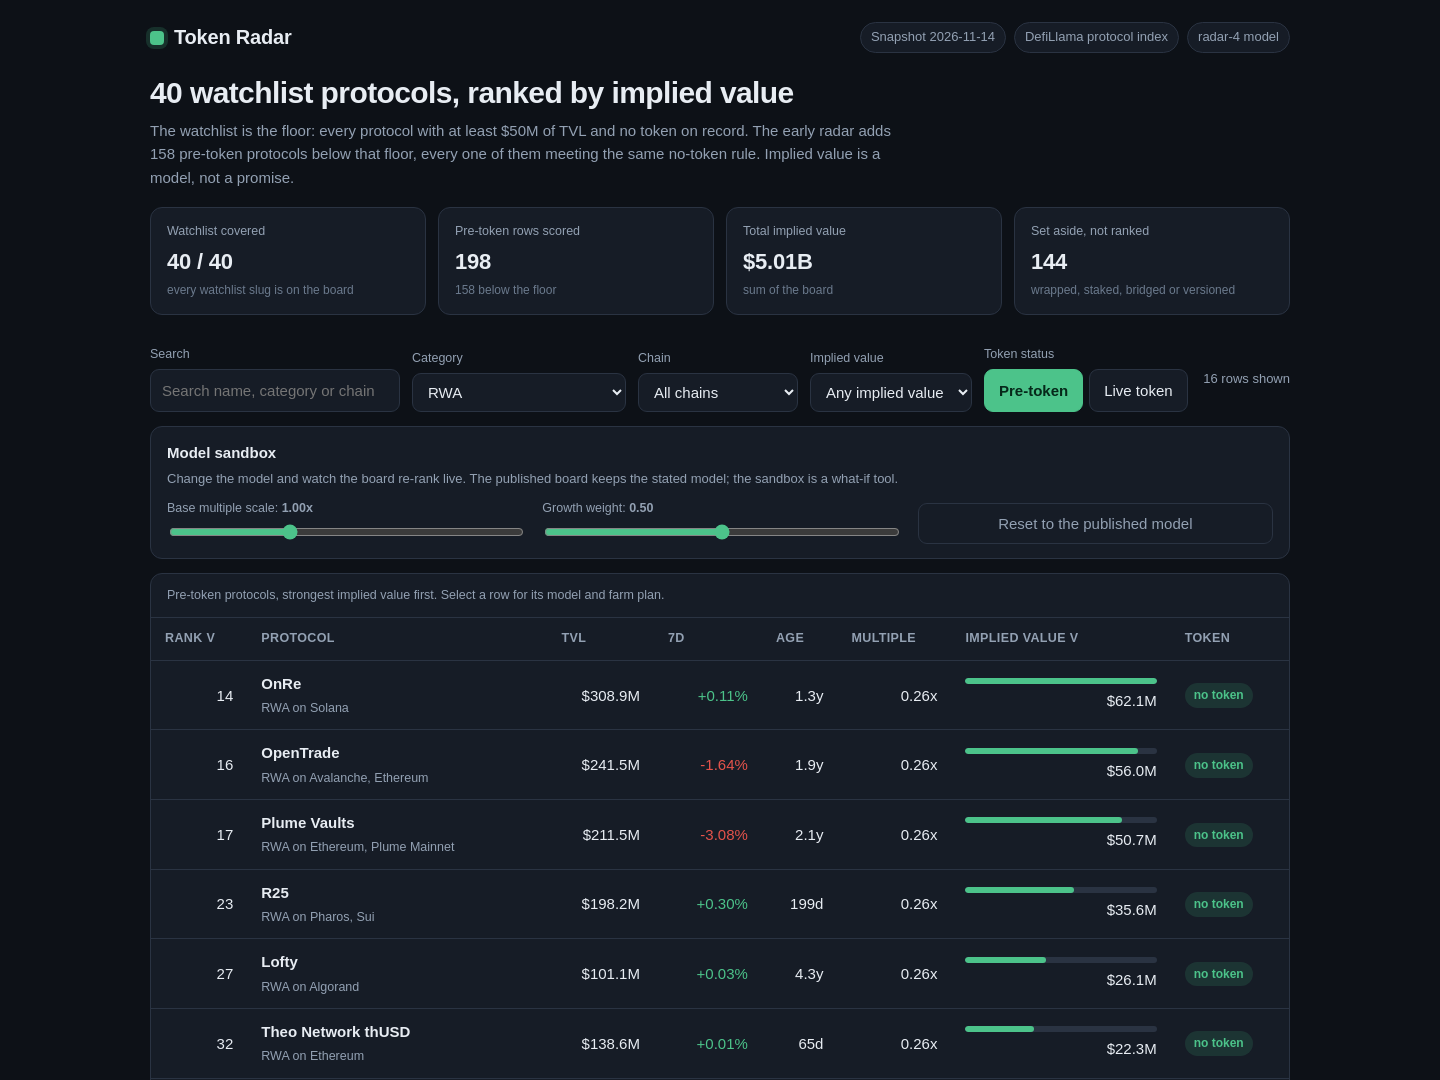 Token Radar
Snapshot 2026-11-14
DefiLlama protocol index
radar-4 model
40 watchlist protocols, ranked by implied value
The watchlist is the floor: every protocol with at least $50M of TVL and no token on record. The early radar adds
158 pre-token protocols below that floor, every one of them meeting the same no-token rule. Implied value is a
model, not a promise.
Watchlist covered
40 / 40
every watchlist slug is on the board
Pre-token rows scored
198
158 below the floor
Total implied value
$5.01B
sum of the board
Set aside, not ranked
144
wrapped, staked, bridged or versioned
Search
Search name, category or chain
Category
RWA
Chain
All chains
Implied value
Any implied value
Token status
Pre-token
Live token
16 rows shown
Model sandbox
Change the model and watch the board re-rank live. The published board keeps the stated model; the sandbox is a what-if tool.
Base multiple scale: 1.00x
Growth weight: 0.50
Reset to the published model
Pre-token protocols, strongest implied value first. Select a row for its model and farm plan.
RANK V PROTOCOL TVL 7D AGE MULTIPLE IMPLIED VALUE V TOKEN
14 OnRe $308.9M +0.11% 1.3y 0.26x $62.1M no token
RWA on Solana
16 OpenTrade $241.5M -1.64% 1.9y 0.26x $56.0M no token
RWA on Avalanche, Ethereum
17 Plume Vaults $211.5M -3.08% 2.1y 0.26x $50.7M no token
RWA on Ethereum, Plume Mainnet
23 R25 $198.2M +0.30% 199d 0.26x $35.6M no token
RWA on Pharos, Sui
27 Lofty $101.1M +0.03% 4.3y 0.26x $26.1M no token
RWA on Algorand
32 Theo Network thUSD $138.6M +0.01% 65d 0.26x $22.3M no token
RWA on Ethereum